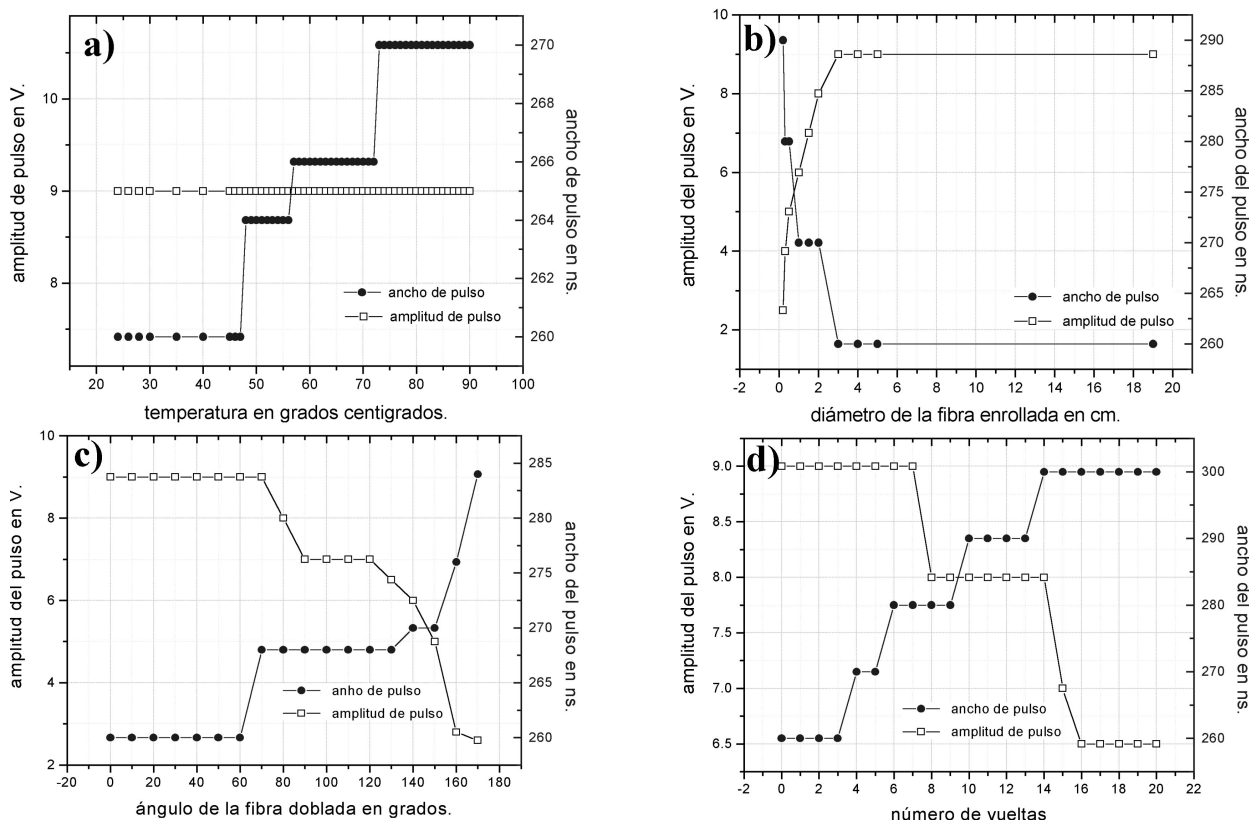 a)
amplitud de pulso en V.
10
9
8
270
268
266
264
262
260
ancho de pulso en ns.
ancho de pulso
amplitud de pulso
20 30 40 50 60 70 80 90 100
temperatura en grados centigrados.
b)
amplitud del pulso en V.
10
8
6
4
2
290
285
280
275
270
265
260
ancho del pulso en ns.
ancho de pulso
amplitud de pulso
-2 0 2 4 6 8 10 12 14 16 18 20
diámetro de la fibra enrollada en cm.
c)
amplitud del pulso en V.
10
8
6
4
2
285
280
275
270
265
260
ancho del pulso en ns.
anho de pulso
amplitud de pulso
-20 0 20 40 60 80 100 120 140 160 180
ángulo de la fibra doblada en grados.
d)
amplitud del pulso en V.
9.0
8.5
8.0
7.5
7.0
6.5
300
290
280
270
260
ancho del pulso en ns.
ancho de pulso
amplitud de pulso
-2 0 2 4 6 8 10 12 14 16 18 20 22
número de vueltas